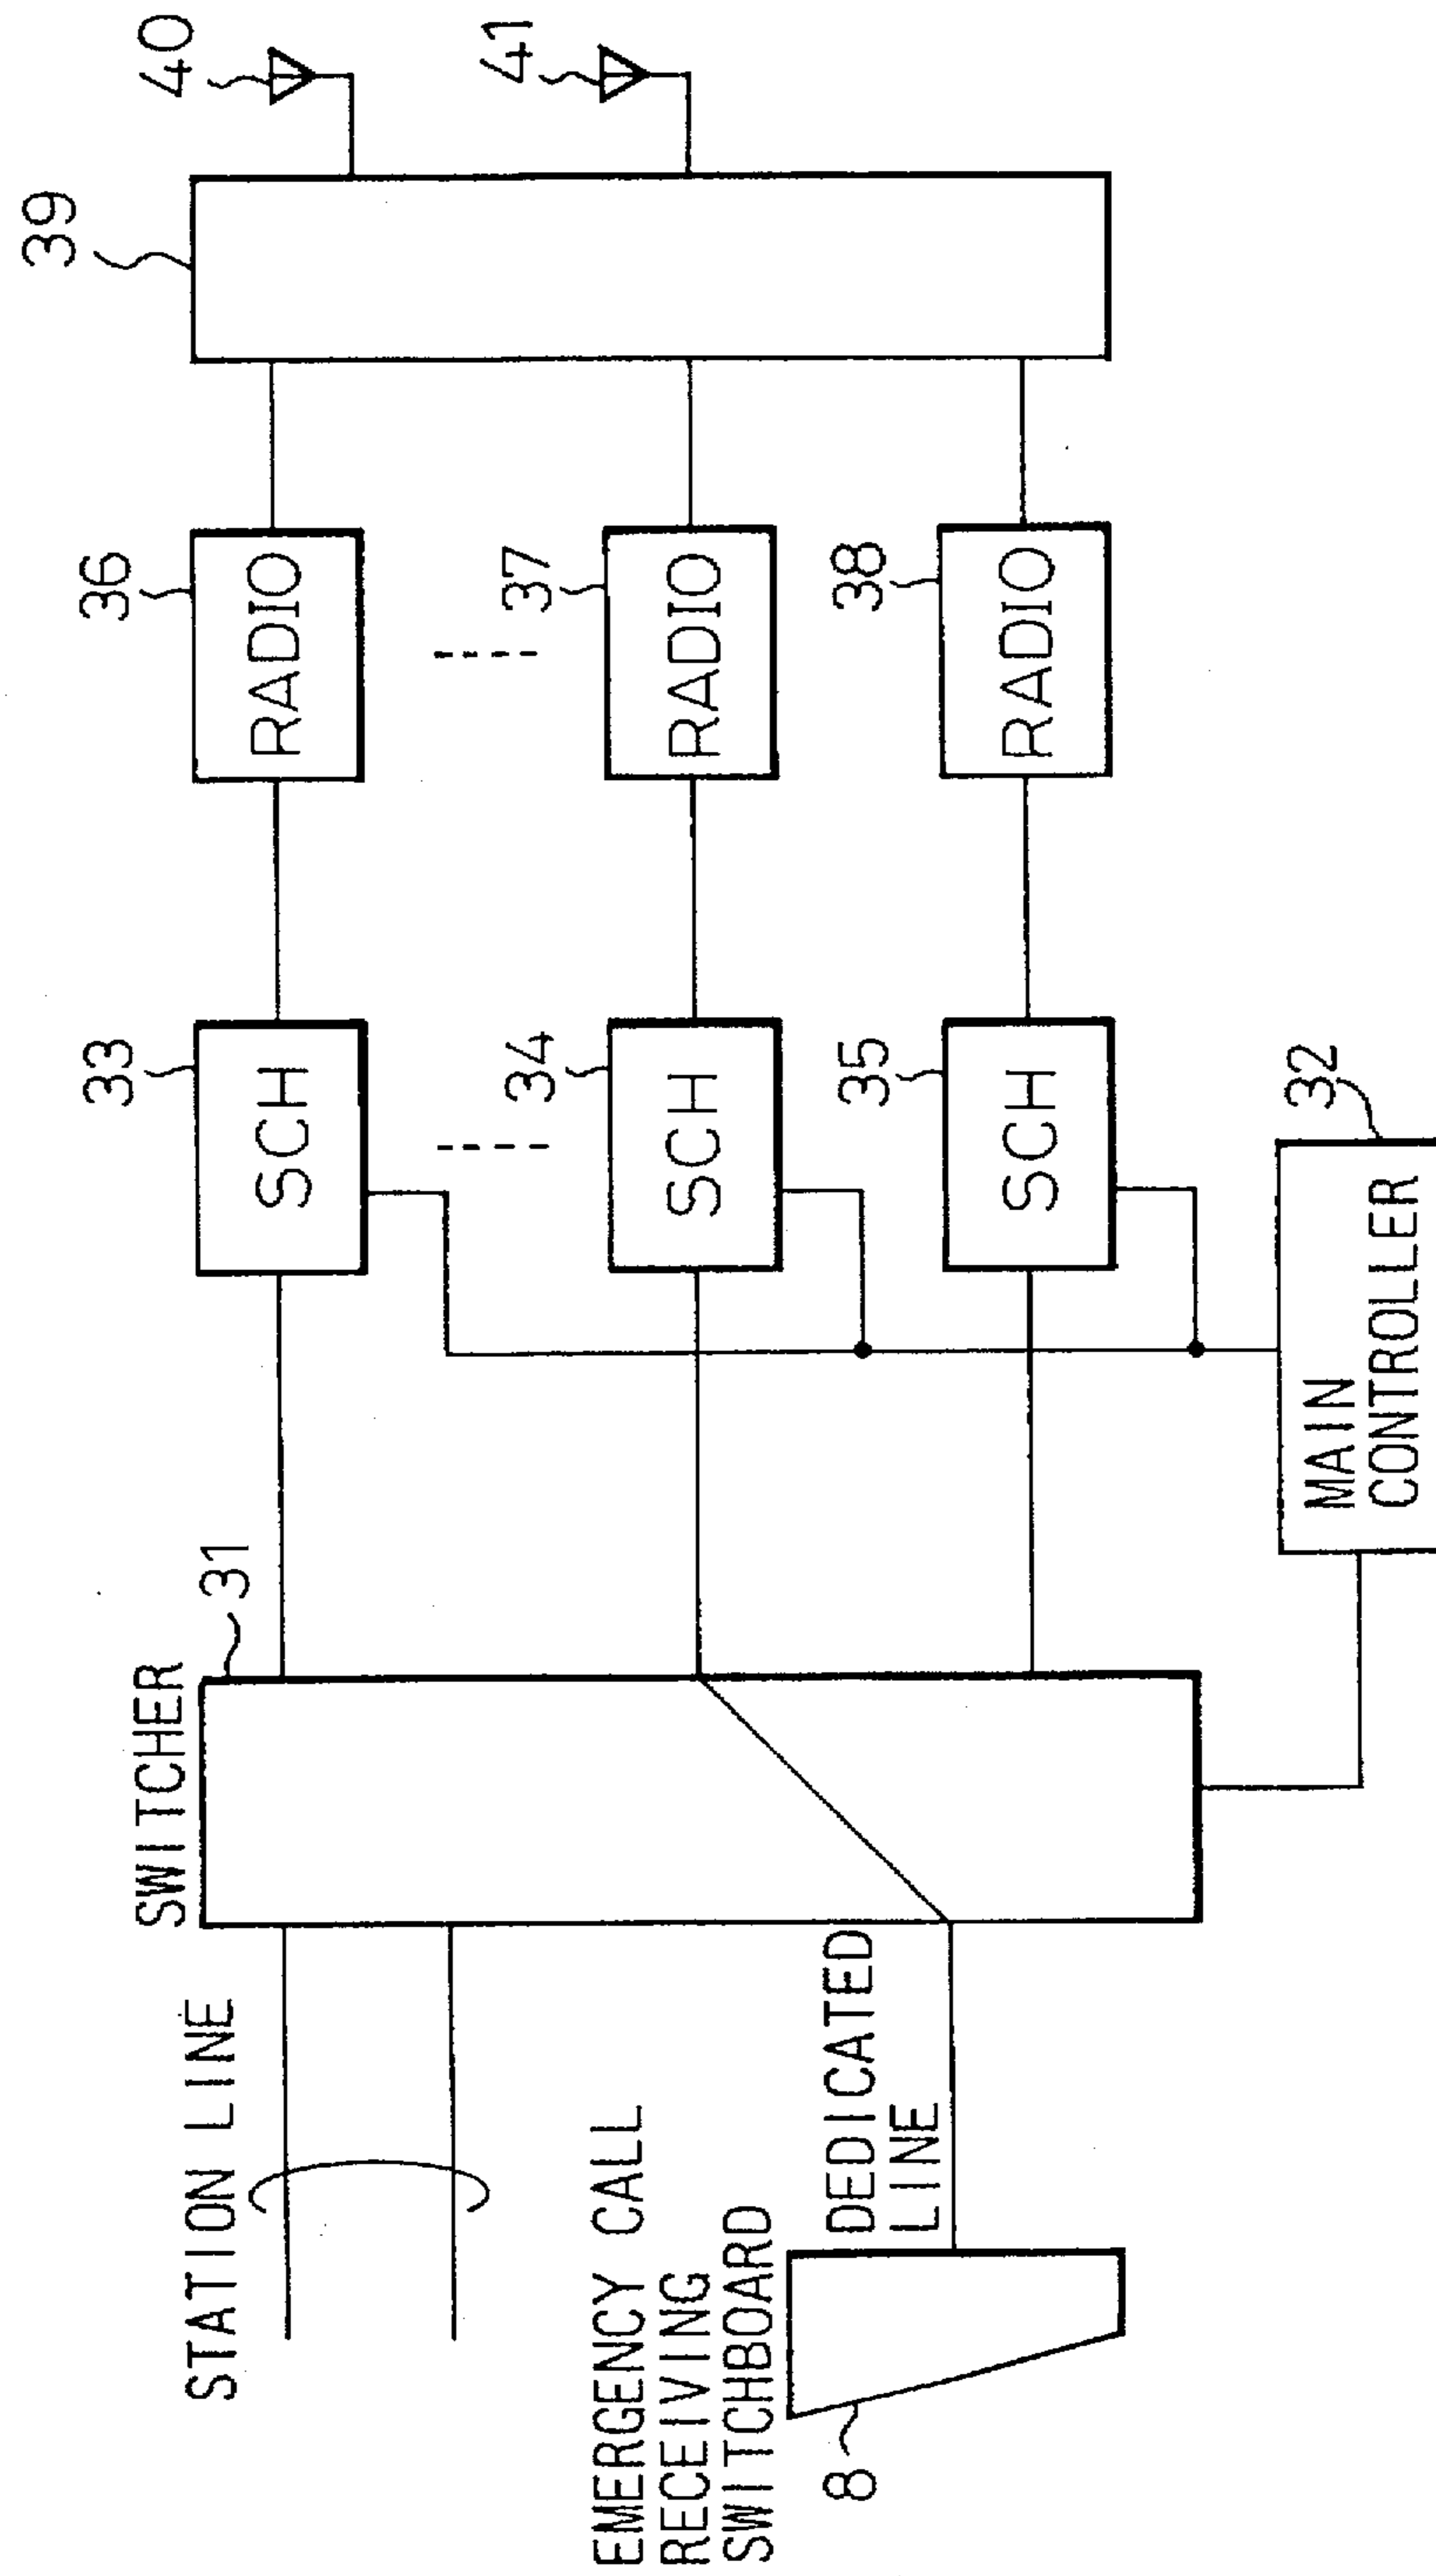 SWITCHER
31
STATION LINE
EMERGENCY CALL
RECEIVING
SWITCHBOARD
DEDICATED
LINE
8
33
SCH
34
SCH
35
SCH
MAIN
CONTROLLER
32
36
RADIO
37
RADIO
38
RADIO
39
40
41